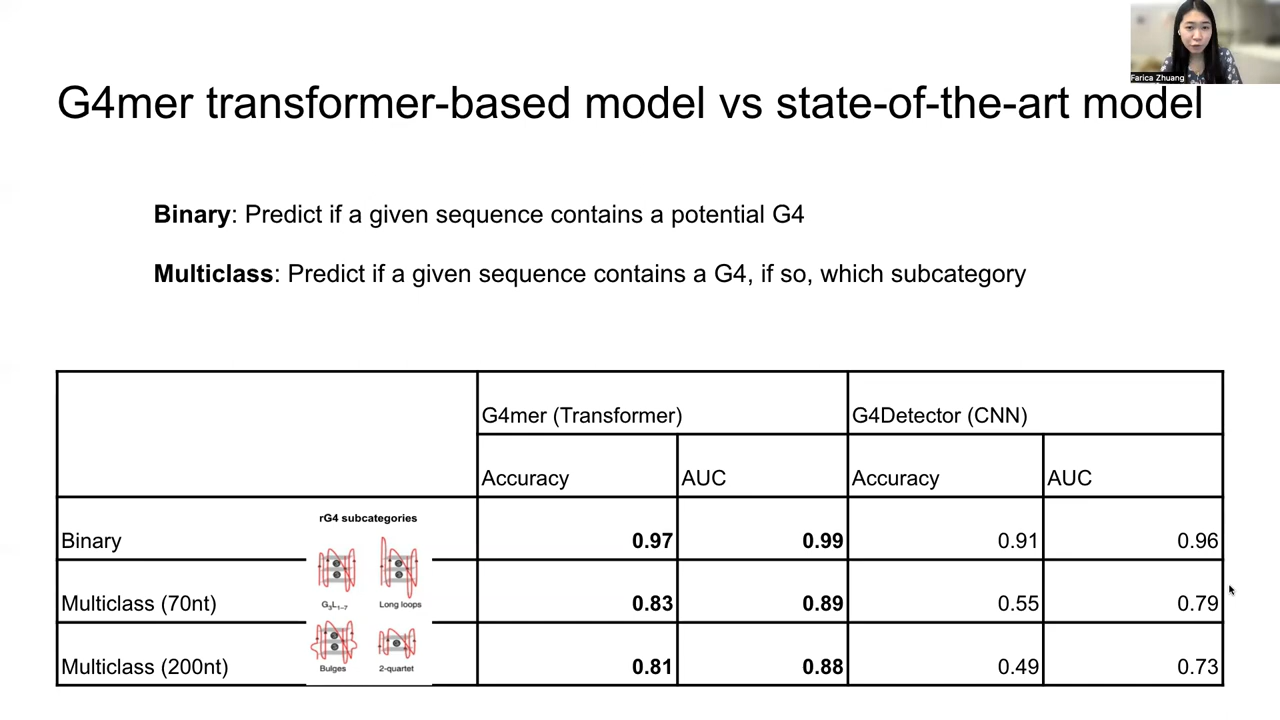 Farica Zhuang
G4mer transformer-based model vs state-of-the-art model
Binary: Predict if a given sequence contains a potential G4
Multiclass: Predict if a given sequence contains a G4, if so, which subcategory
G4mer (Transformer)
G4Detector (CNN)
Accuracy
AUC
Accuracy
AUC
rG4 subcategories
Binary
0.97
0.99
0.91
0.96
G₃L₁₋₇
Long loops
Multiclass (70nt)
0.83
0.89
0.55
0.79
Bulges
2-quartet
Multiclass (200nt)
0.81
0.88
0.49
0.73